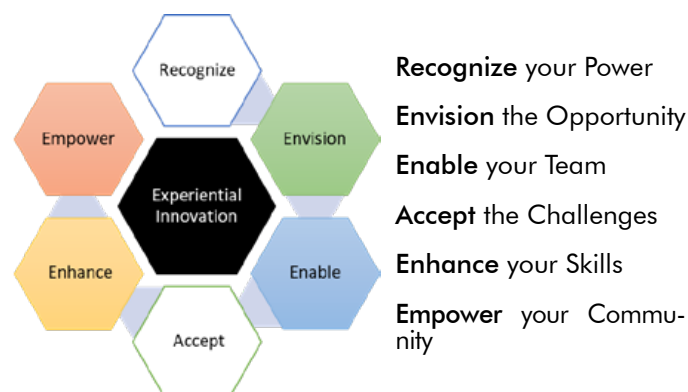 Recognize
Envision
Enable
Accept
Enhance
Empower
Experiential
Innovation
Recognize your Power
Envision the Opportunity
Enable your Team
Accept the Challenges
Enhance your Skills
Empower your Commu-
nity